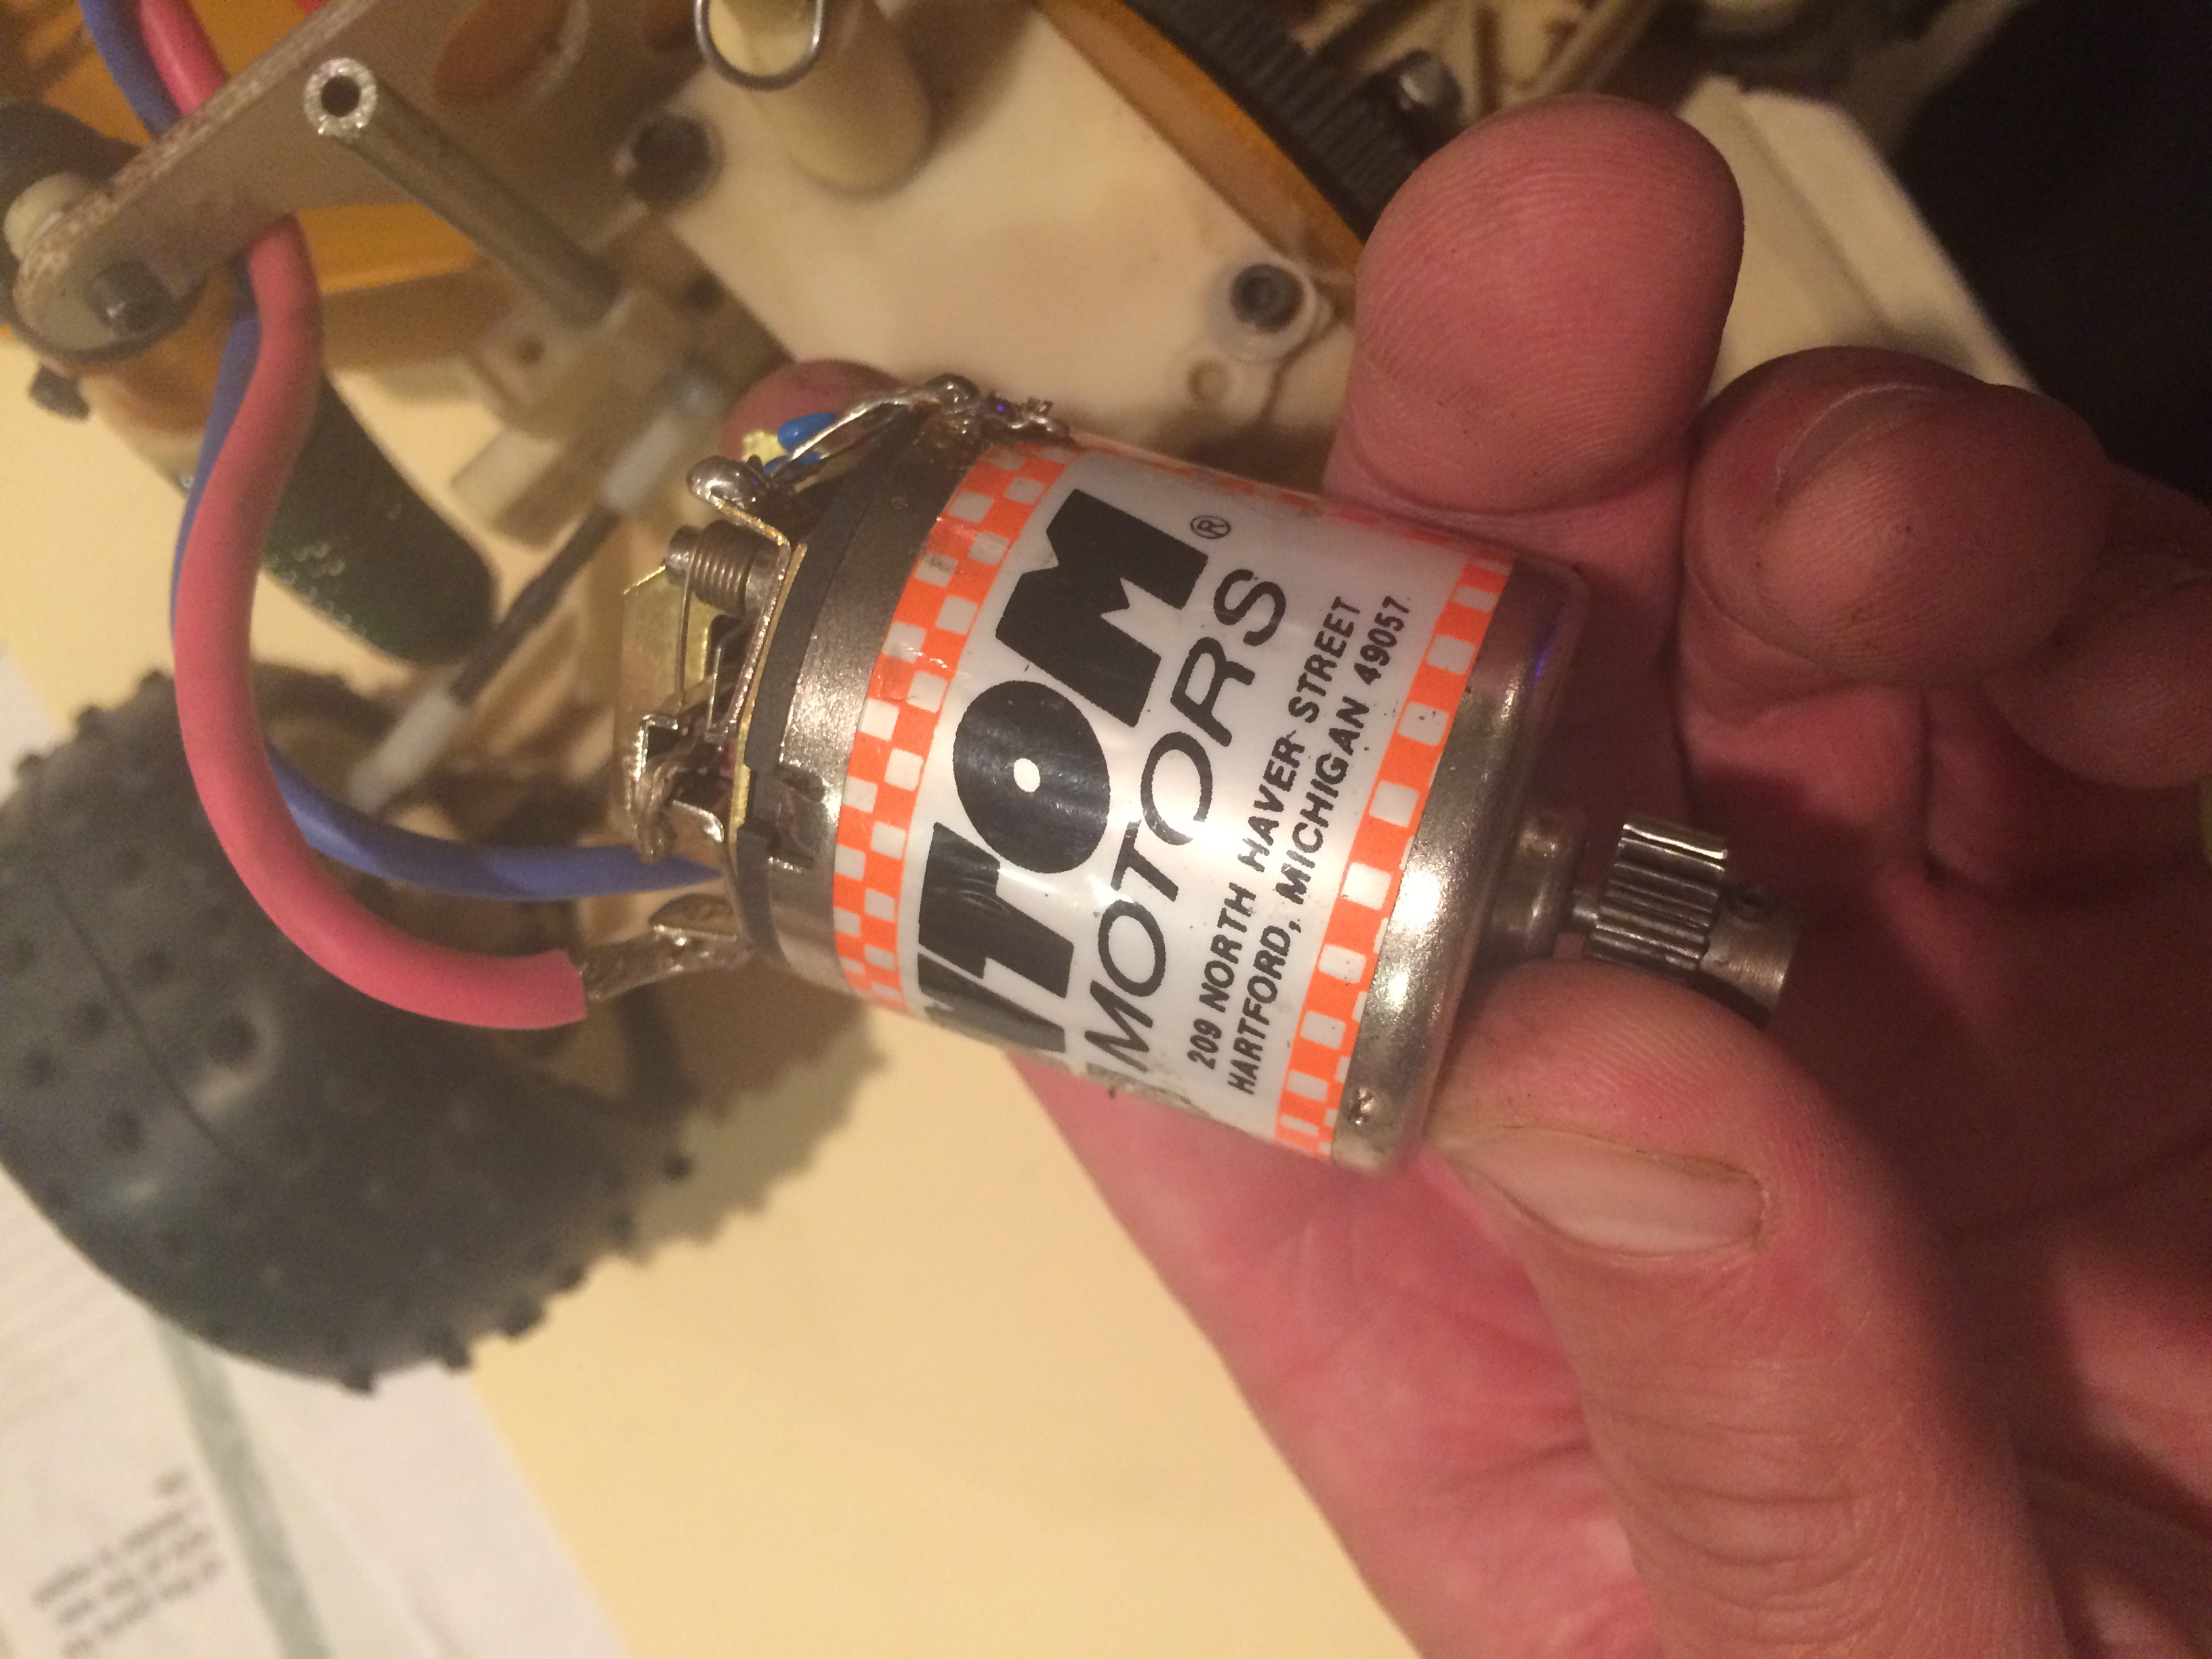 TOM®
MOTORS
209 NORTH HAVER STREET
HARTFORD, MICHIGAN 49057